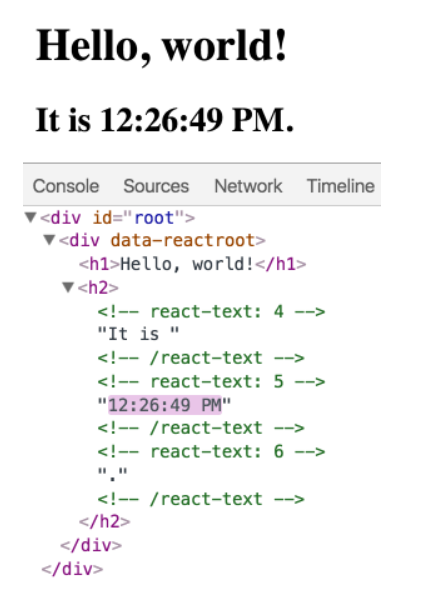 Hello, world!
It is 12:26:49 PM.
Console Sources Network Timeline
▼<div id="root">
▼<div data-reactroot>
<h1>Hello, world!</h1>
▼<h2>
<!-- react-text: 4 -->
"It is "
<!-- /react-text -->
<!-- react-text: 5 -->
"12:26:49 PM"
<!-- /react-text -->
<!-- react-text: 6 -->
"."
<!-- /react-text -->
</h2>
</div>
</div>